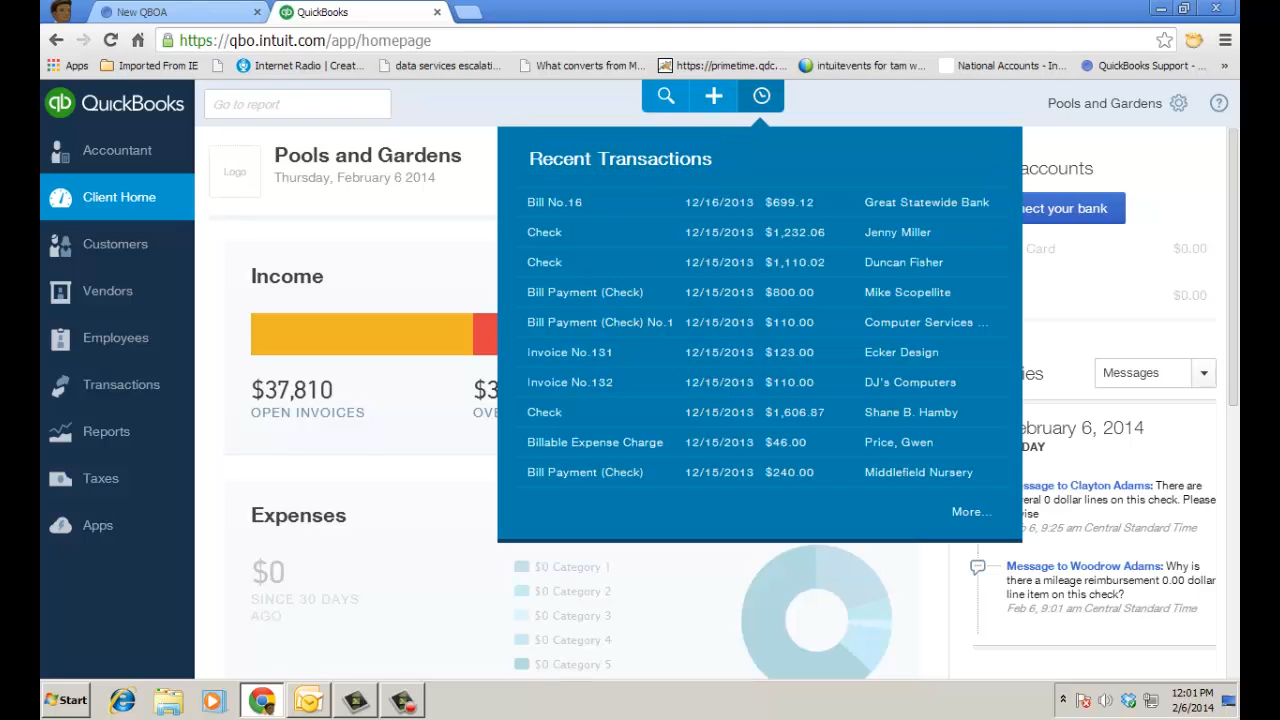 New QBOA
QuickBooks
https://qbo.intuit.com/app/homepage
Apps
Imported From IE
Internet Radio | Creat...
data services escalati...
What converts from M...
https://primetime.qdc...
intuitevents for tam w...
National Accounts - In...
QuickBooks Support - ...
»
qb QuickBooks
Go to report
Pools and Gardens
Accountant
Client Home
Customers
Vendors
Employees
Transactions
Reports
Taxes
Apps
Logo
Pools and Gardens
Thursday, February 6 2014
Income
$37,810
OPEN INVOICES
$3
OVE
Expenses
$0
SINCE 30 DAYS
AGO
$0 Category 1
$0 Category 2
$0 Category 3
$0 Category 4
$0 Category 5
Recent Transactions
Bill No.16 12/16/2013 $699.12 Great Statewide Bank
Check 12/15/2013 $1,232.06 Jenny Miller
Check 12/15/2013 $1,110.02 Duncan Fisher
Bill Payment (Check) 12/15/2013 $800.00 Mike Scopellite
Bill Payment (Check) No.1 12/15/2013 $110.00 Computer Services ...
Invoice No.131 12/15/2013 $123.00 Ecker Design
Invoice No.132 12/15/2013 $110.00 DJ's Computers
Check 12/15/2013 $1,606.87 Shane B. Hamby
Billable Expense Charge 12/15/2013 $46.00 Price, Gwen
Bill Payment (Check) 12/15/2013 $240.00 Middlefield Nursery
More...
accounts
nect your bank
Card $0.00
$0.00
ies
Messages
ebruary 6, 2014
DAY
ssage to Clayton Adams: There are
eral 0 dollar lines on this check. Please
wise
eb 6, 9:25 am Central Standard Time
Message to Woodrow Adams: Why is
there a mileage reimbursement 0.00 dollar
line item on this check?
Feb 6, 9:01 am Central Standard Time
Start
12:01 PM
2/6/2014